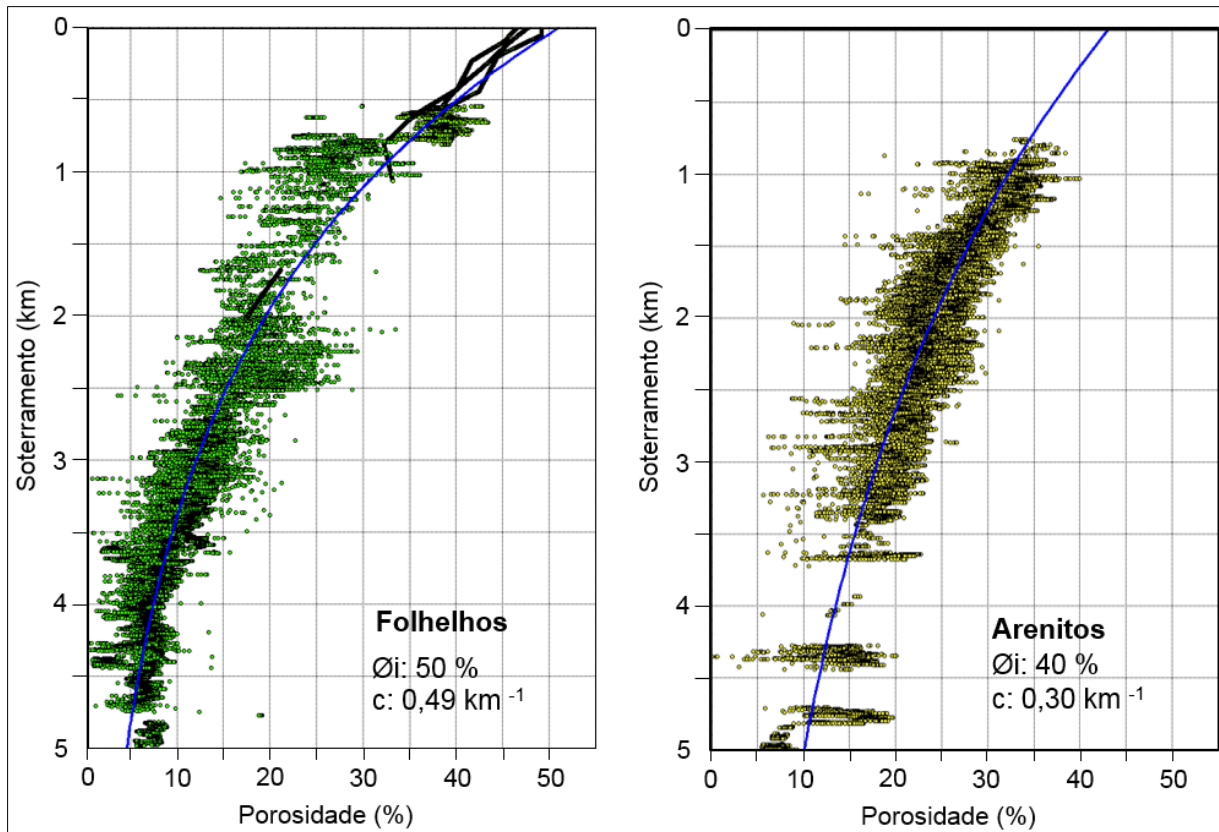 0
1
2
3
4
5
Soterramento (km)
Folhelhos
Øi: 50 %
c: 0,49 km -1
0 10 20 30 40 50
Porosidade (%)
0
1
2
3
4
5
Soterramento (km)
Arenitos
Øi: 40 %
c: 0,30 km -1
0 10 20 30 40 50
Porosidade (%)